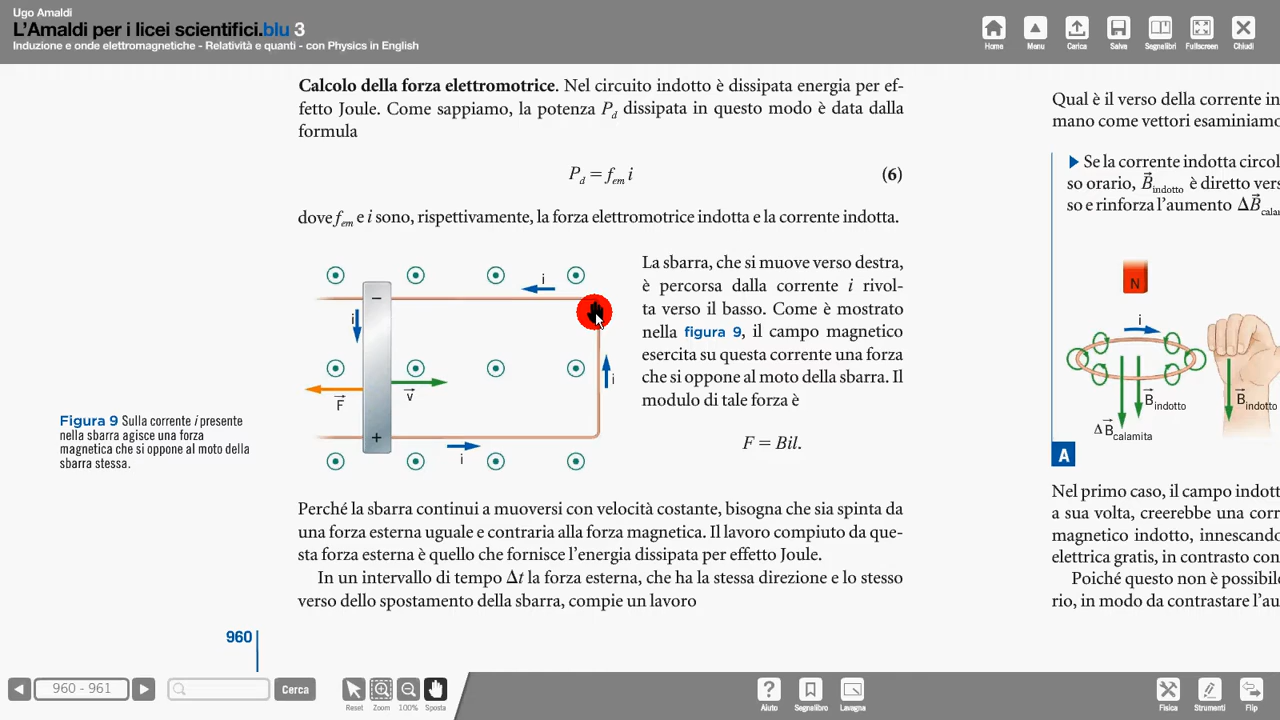 Ugo Amaldi
L'Amaldi per i licei scientifici.blu 3
Induzione e onde elettromagnetiche - Relatività e quanti - con Physics in English
Home
Menu
Carica
Salva
Segnalibri
Fullscreen
Chiudi
Calcolo della forza elettromotrice. Nel circuito indotto è dissipata energia per ef-
fetto Joule. Come sappiamo, la potenza P_d dissipata in questo modo è data dalla
formula
P_d = f_em i (6)
dove f_em e i sono, rispettivamente, la forza elettromotrice indotta e la corrente indotta.
i
−
i
F⃗
v⃗
i
+
i
Figura 9 Sulla corrente i presente
nella sbarra agisce una forza
magnetica che si oppone al moto della
sbarra stessa.
La sbarra, che si muove verso destra,
è percorsa dalla corrente i rivol-
ta verso il basso. Come è mostrato
nella figura 9, il campo magnetico
esercita su questa corrente una forza
che si oppone al moto della sbarra. Il
modulo di tale forza è
F = Bil.
Perché la sbarra continui a muoversi con velocità costante, bisogna che sia spinta da
una forza esterna uguale e contraria alla forza magnetica. Il lavoro compiuto da que-
sta forza esterna è quello che fornisce l'energia dissipata per effetto Joule.
In un intervallo di tempo Δt la forza esterna, che ha la stessa direzione e lo stesso
verso dello spostamento della sbarra, compie un lavoro
960
Qual è il verso della corrente in
mano come vettori esaminiamo
▶ Se la corrente indotta circol
so orario, B⃗_indotto è diretto vers
so e rinforza l'aumento ΔB⃗_calam
N
i
B⃗_indotto
B⃗_indotto
ΔB⃗_calamita
A
Nel primo caso, il campo indott
a sua volta, creerebbe una corr
magnetico indotto, innescando
elettrica gratis, in contrasto con
Poiché questo non è possibile
rio, in modo da contrastare l'au
960 - 961
Cerca
Reset
Zoom
100%
Sposta
Aiuto
Segnalibro
Lavagna
Fisica
Strumenti
Flip